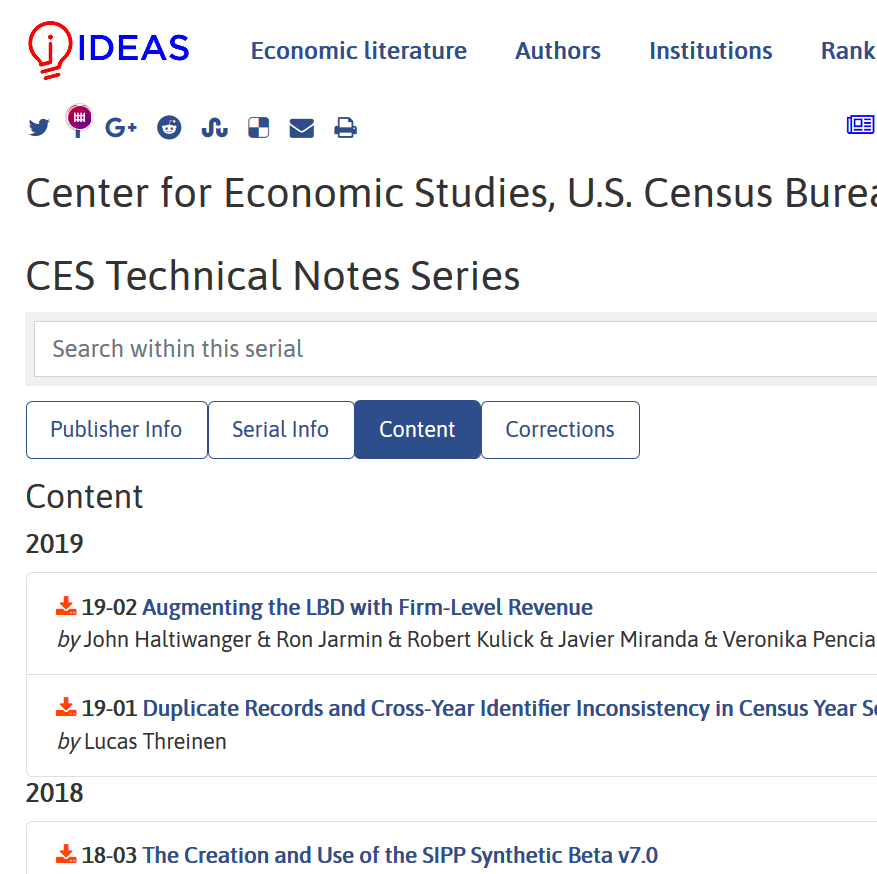 IDEAS
Economic literature Authors Institutions Rank
G+
Center for Economic Studies, U.S. Census Burea
CES Technical Notes Series
Search within this serial
Publisher Info Serial Info Content Corrections
Content
2019
19-02 Augmenting the LBD with Firm-Level Revenue
by John Haltiwanger & Ron Jarmin & Robert Kulick & Javier Miranda & Veronika Pencia
19-01 Duplicate Records and Cross-Year Identifier Inconsistency in Census Year Se
by Lucas Threinen
2018
18-03 The Creation and Use of the SIPP Synthetic Beta v7.0